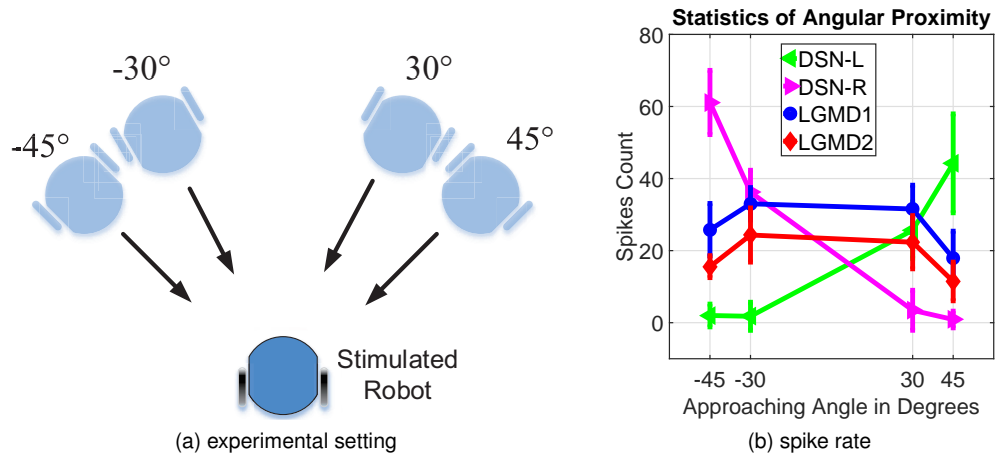 -30°
30°
-45°
45°
Stimulated
Robot
(a) experimental setting
Statistics of Angular Proximity
80
60
40
20
0
Spikes Count
DSN-L
DSN-R
LGMD1
LGMD2
-45 -30 30 45
Approaching Angle in Degrees
(b) spike rate